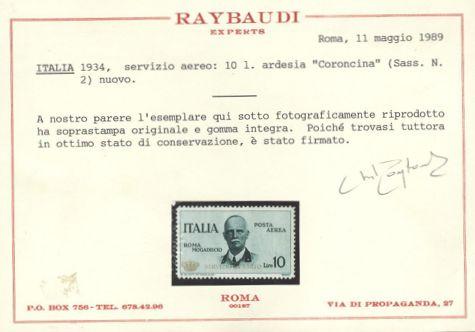 RAYBAUDI
EXPERTS
Roma, 11 maggio 1989
ITALIA 1934, servizio aereo: 10 l. ardesia "Coroncina" (Sass. N.
2) nuovo.
A nostro parere l'esemplare qui sotto fotograficamente riprodotto
ha soprastampa originale e gomma integra. Poiché trovasi tuttora
in ottimo stato di conservazione, è stato firmato.
ITALIA
POSTA
AEREA
ROMA
MOGADISCIO
SERVIZIO DI STATO
Lire 10
ROMA
00187
P.O. BOX 756 - TEL. 678.42.96
VIA DI PROPAGANDA, 27